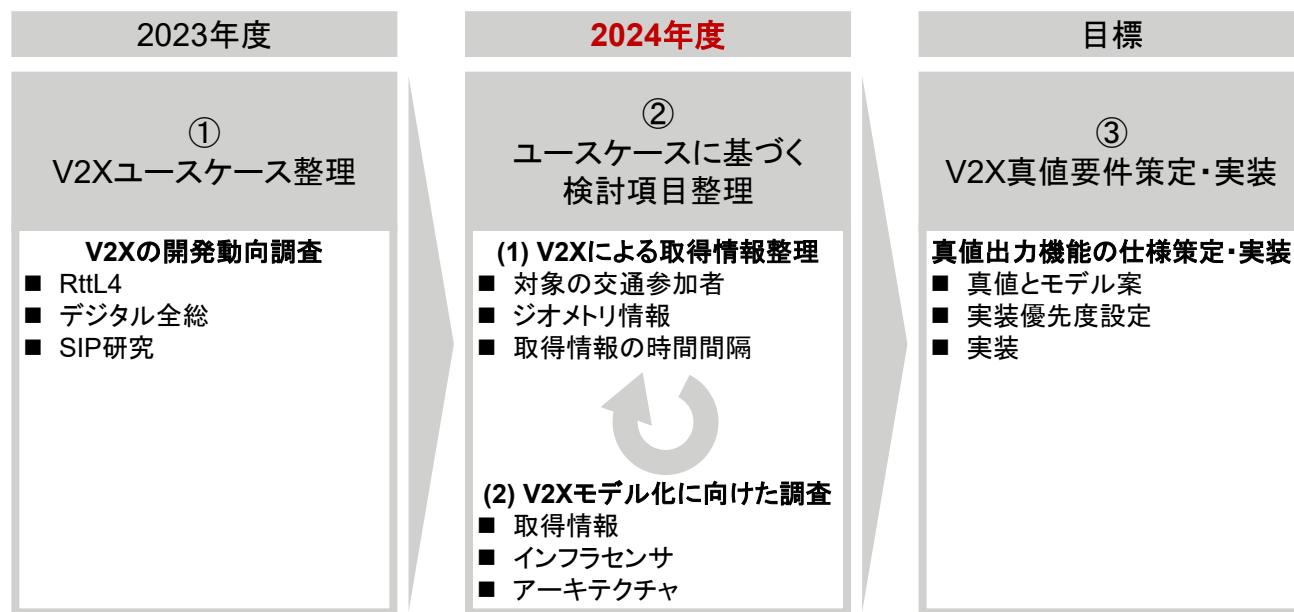 2023年度
①
V2Xユースケース整理
V2Xの開発動向調査
■ RttL4
■ デジタル全総
■ SIP研究
2024年度
②
ユースケースに基づく
検討項目整理
(1) V2Xによる取得情報整理
■ 対象の交通参加者
■ ジオメトリ情報
■ 取得情報の時間間隔
(2) V2Xモデル化に向けた調査
■ 取得情報
■ インフラセンサ
■ アーキテクチャ
目標
③
V2X真値要件策定・実装
真値出力機能の仕様策定・実装
■ 真値とモデル案
■ 実装優先度設定
■ 実装